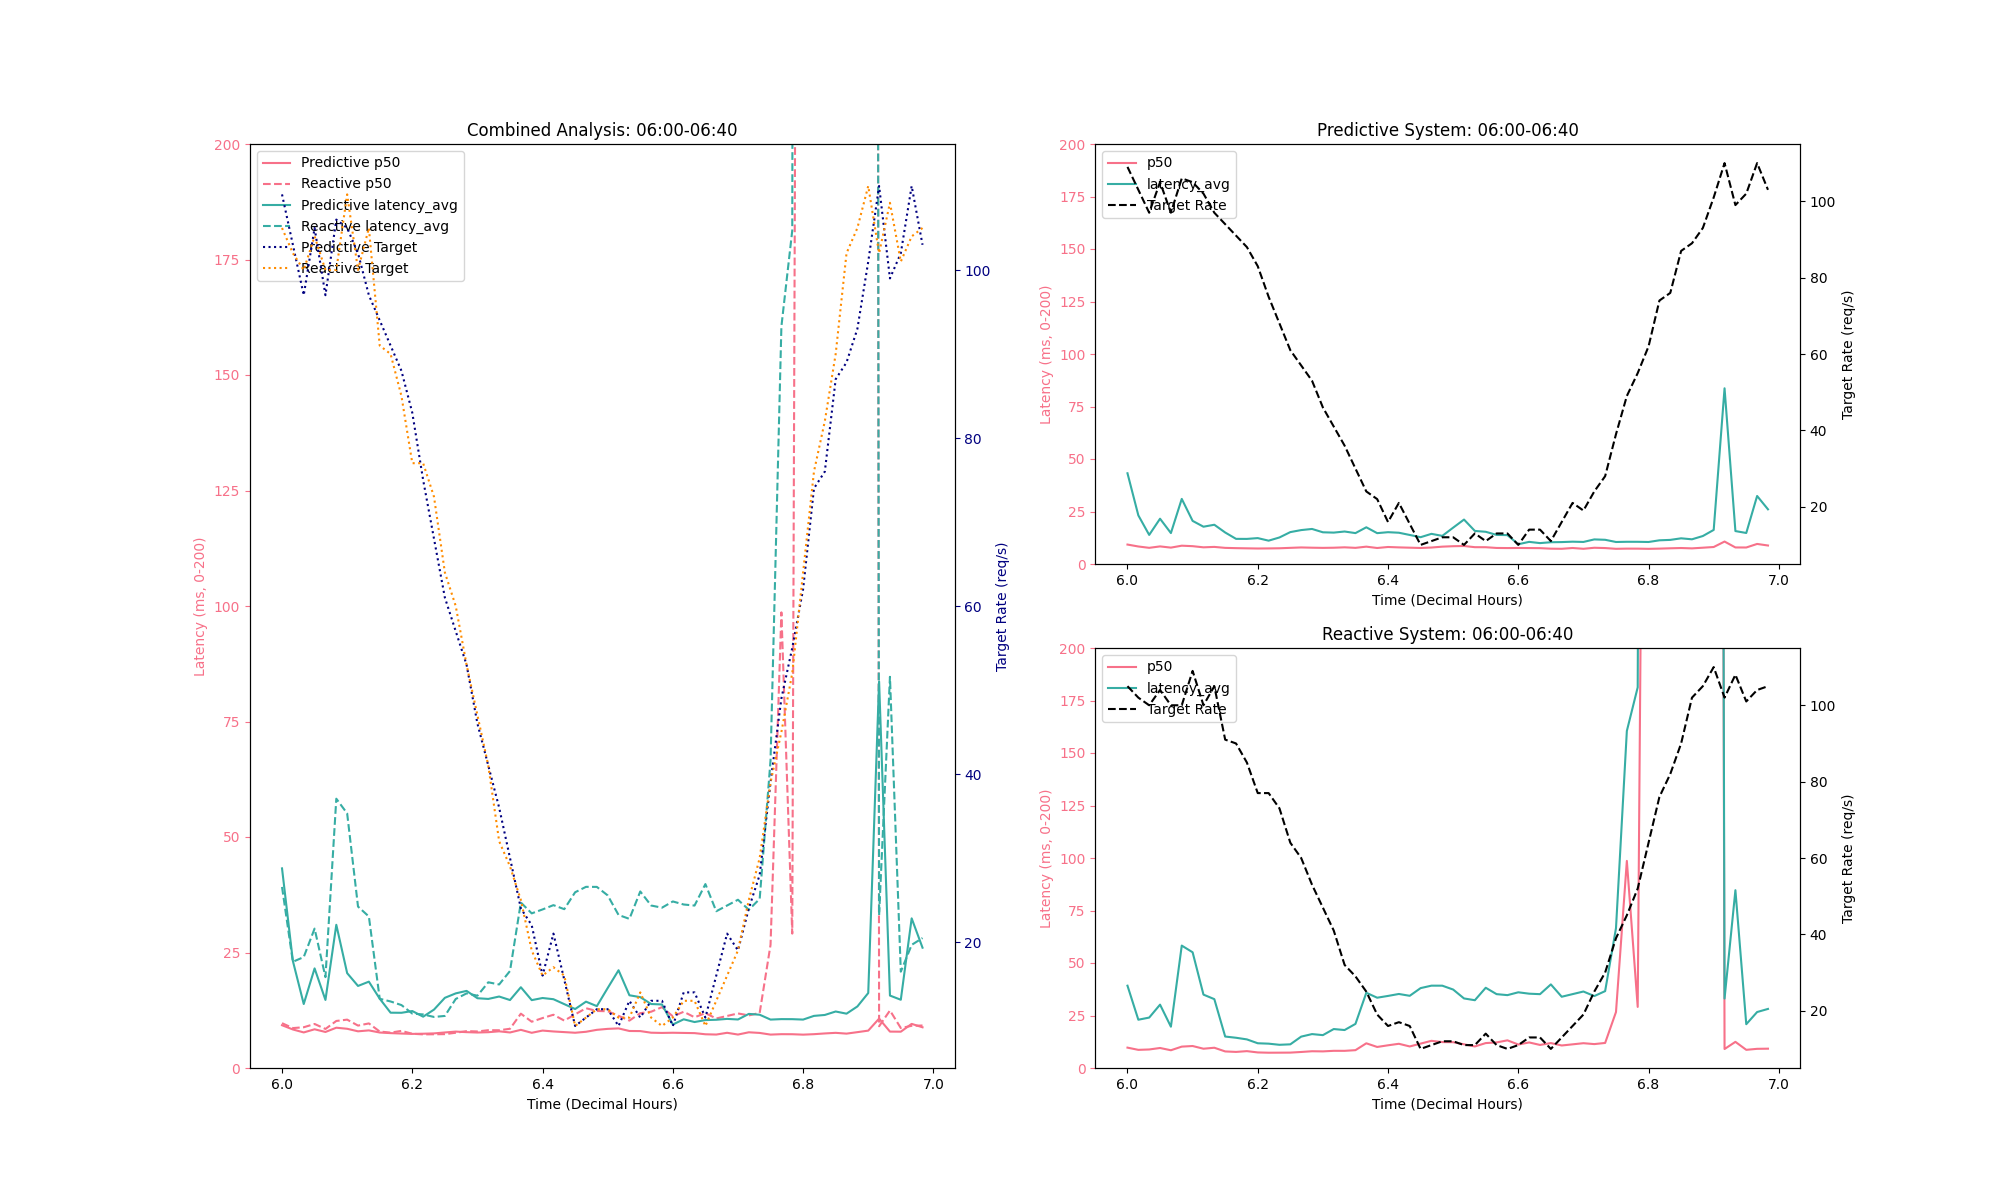 Combined Analysis: 06:00-06:40
Predictive p50
Reactive p50
Predictive latency_avg
Reactive latency_avg
Predictive Target
Reactive Target
Latency (ms, 0-200)
200
175
150
125
100
75
50
25
0
Target Rate (req/s)
100
80
60
40
20
6.0 6.2 6.4 6.6 6.8 7.0
Time (Decimal Hours)
Predictive System: 06:00-06:40
p50
latency_avg
Target Rate
Latency (ms, 0-200)
200
175
150
125
100
75
50
25
0
Target Rate (req/s)
100
80
60
40
20
6.0 6.2 6.4 6.6 6.8 7.0
Time (Decimal Hours)
Reactive System: 06:00-06:40
p50
latency_avg
Target Rate
Latency (ms, 0-200)
200
175
150
125
100
75
50
25
0
Target Rate (req/s)
100
80
60
40
20
6.0 6.2 6.4 6.6 6.8 7.0
Time (Decimal Hours)